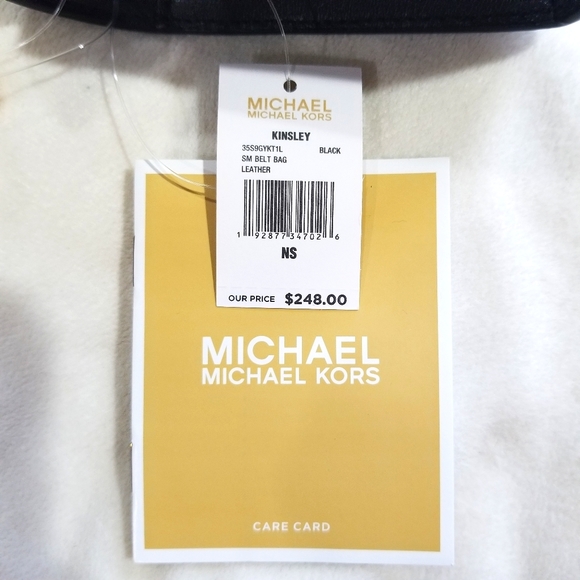 MICHAEL
MICHAEL KORS
KINSLEY
35S9GYKT1L BLACK
SM BELT BAG
LEATHER
1 92877 34702 6
NS
OUR PRICE $248.00
MICHAEL
MICHAEL KORS
CARE CARD